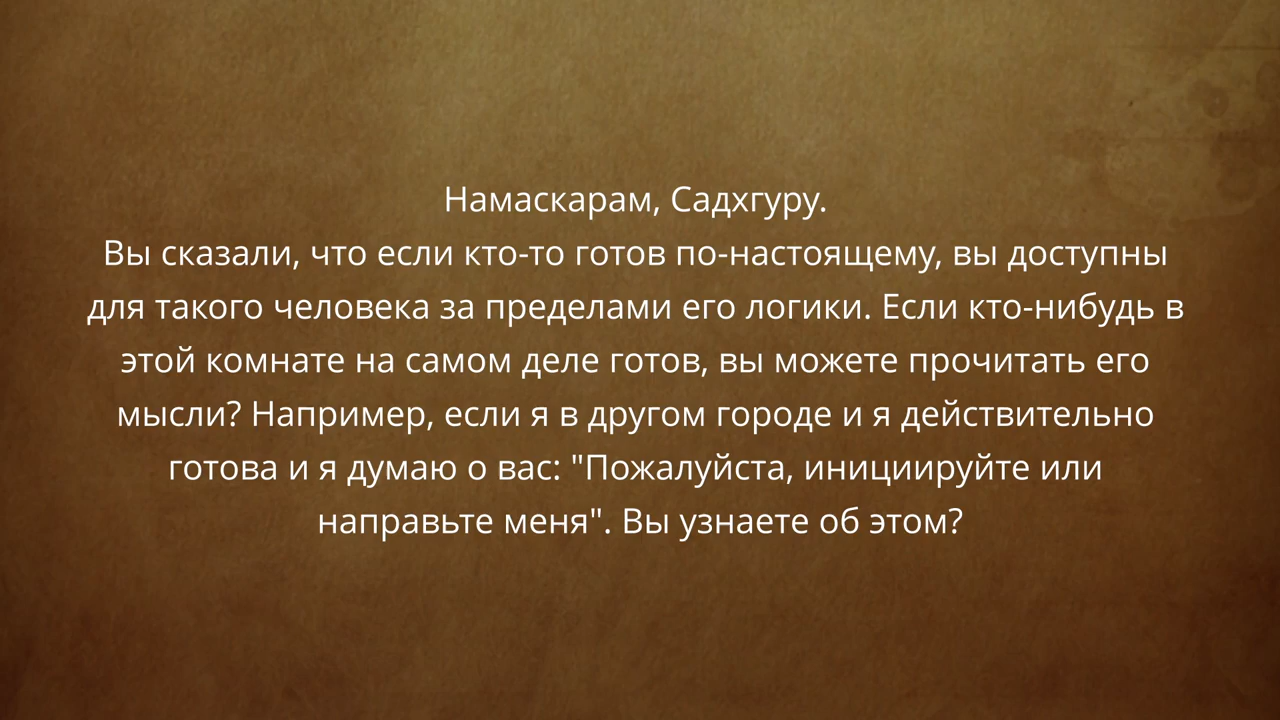 Намаскарам, Садхгуру.
Вы сказали, что если кто-то готов по-настоящему, вы доступны
для такого человека за пределами его логики. Если кто-нибудь в
этой комнате на самом деле готов, вы можете прочитать его
мысли? Например, если я в другом городе и я действительно
готова и я думаю о вас: "Пожалуйста, инициируйте или
направьте меня". Вы узнаете об этом?